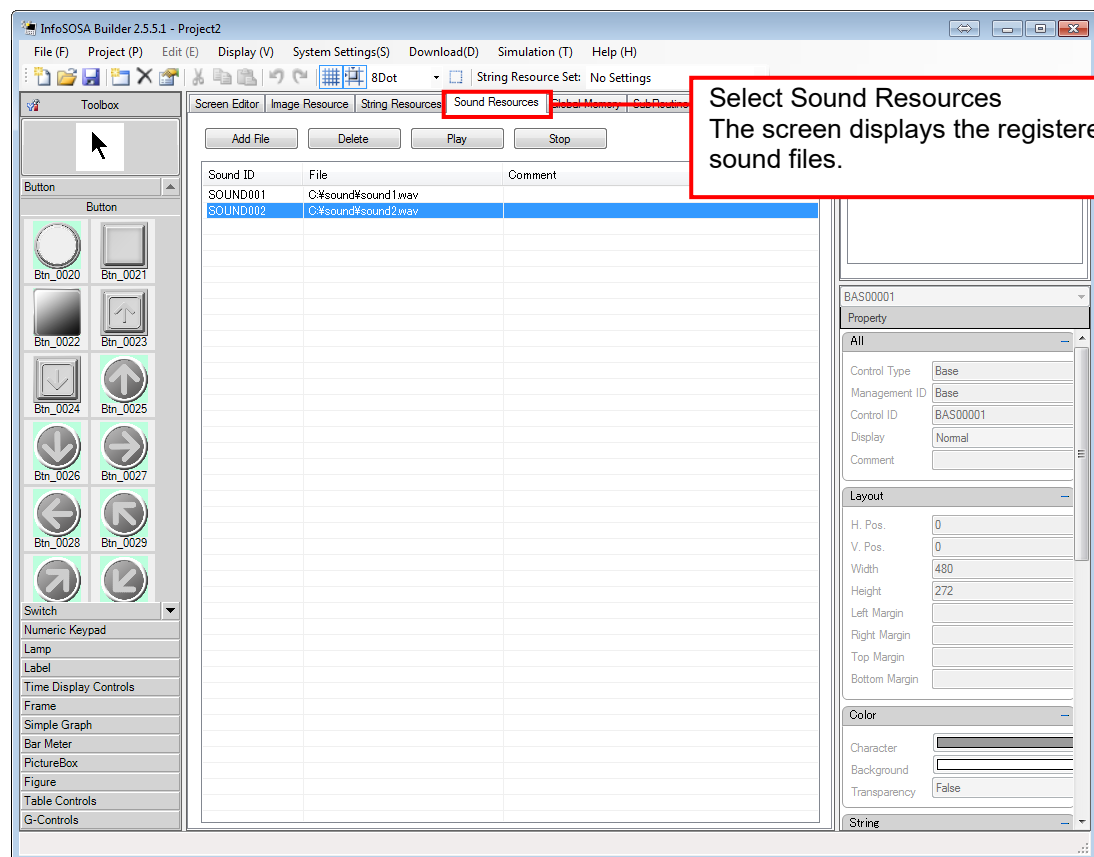 InfoSOSA Builder 2.5.5.1 - Project2
File (F) Project (P) Edit (E) Display (V) System Settings(S) Download(D) Simulation (T) Help (H)
8Dot String Resource Set: No Settings
Toolbox
Screen Editor Image Resource String Resources Sound Resources Global Memory SubRoutine
Select Sound Resources
The screen displays the registere
sound files.
Add File Delete Play Stop
Sound ID File Comment
SOUND001 C:¥sound¥sound1.wav
SOUND002 C:¥sound¥sound2.wav
Button
Button
Btn_0020 Btn_0021
Btn_0022 Btn_0023
Btn_0024 Btn_0025
Btn_0026 Btn_0027
Btn_0028 Btn_0029
Switch
Numeric Keypad
Lamp
Label
Time Display Controls
Frame
Simple Graph
Bar Meter
PictureBox
Figure
Table Controls
G-Controls
BAS00001
Property
All
Control Type Base
Management ID Base
Control ID BAS00001
Display Normal
Comment
Layout
H. Pos. 0
V. Pos. 0
Width 480
Height 272
Left Margin
Right Margin
Top Margin
Bottom Margin
Color
Character
Background
Transparency False
String